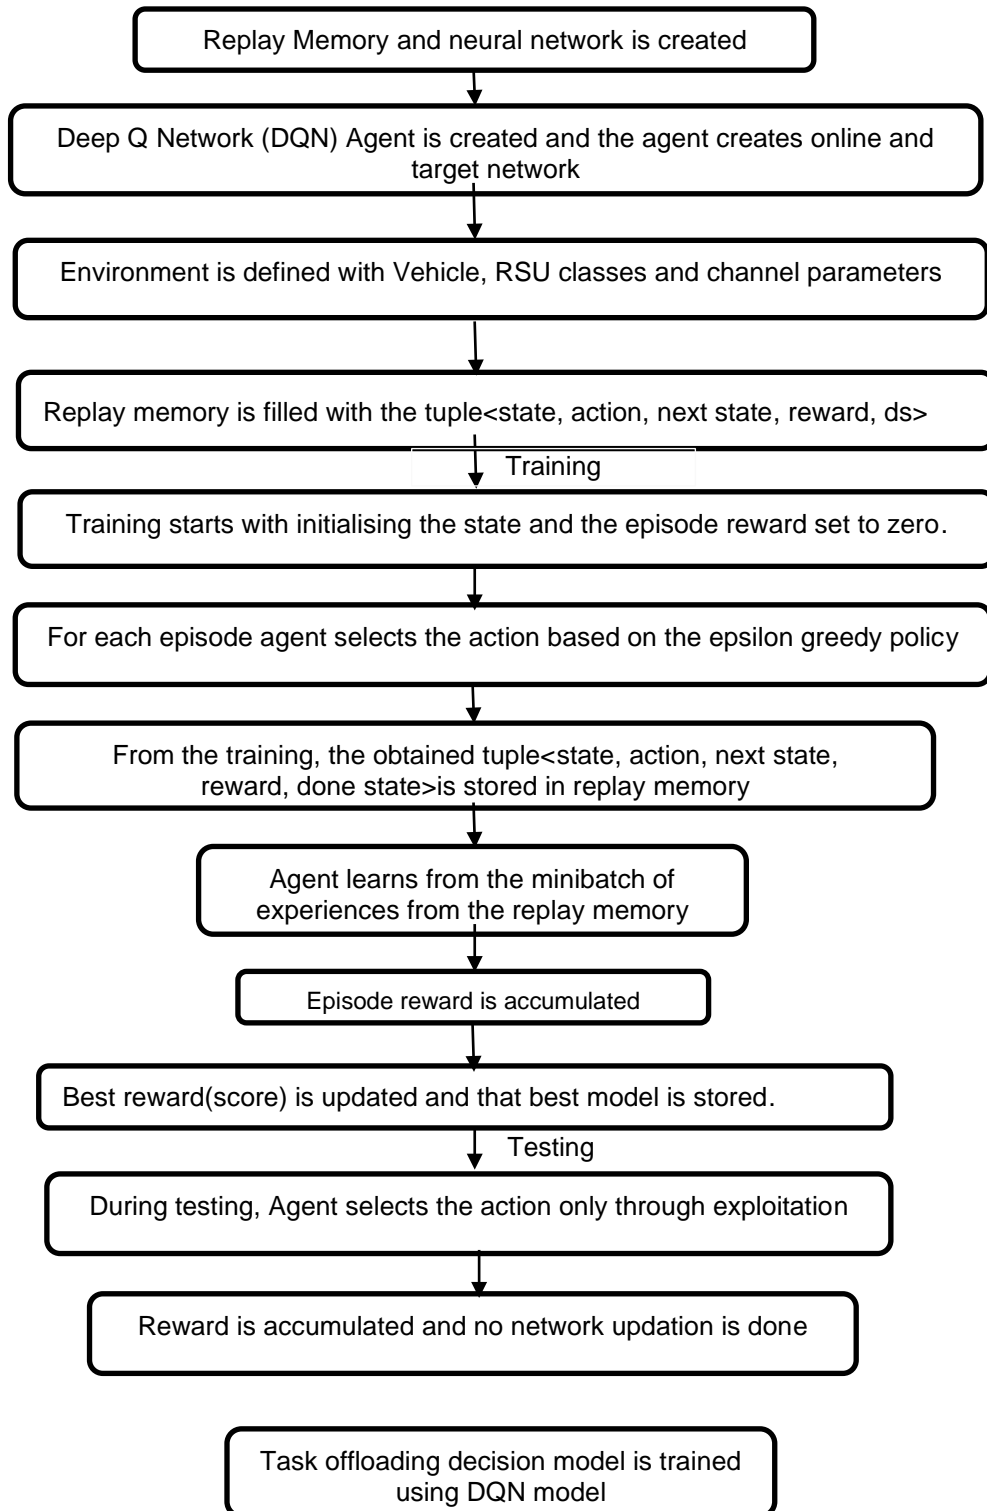 Replay Memory and neural network is created
Deep Q Network (DQN) Agent is created and the agent creates online and
target network
Environment is defined with Vehicle, RSU classes and channel parameters
Replay memory is filled with the tuple<state, action, next state, reward, ds>
Training
Training starts with initialising the state and the episode reward set to zero.
For each episode agent selects the action based on the epsilon greedy policy
From the training, the obtained tuple<state, action, next state,
reward, done state>is stored in replay memory
Agent learns from the minibatch of
experiences from the replay memory
Episode reward is accumulated
Best reward(score) is updated and that best model is stored.
Testing
During testing, Agent selects the action only through exploitation
Reward is accumulated and no network updation is done
Task offloading decision model is trained
using DQN model